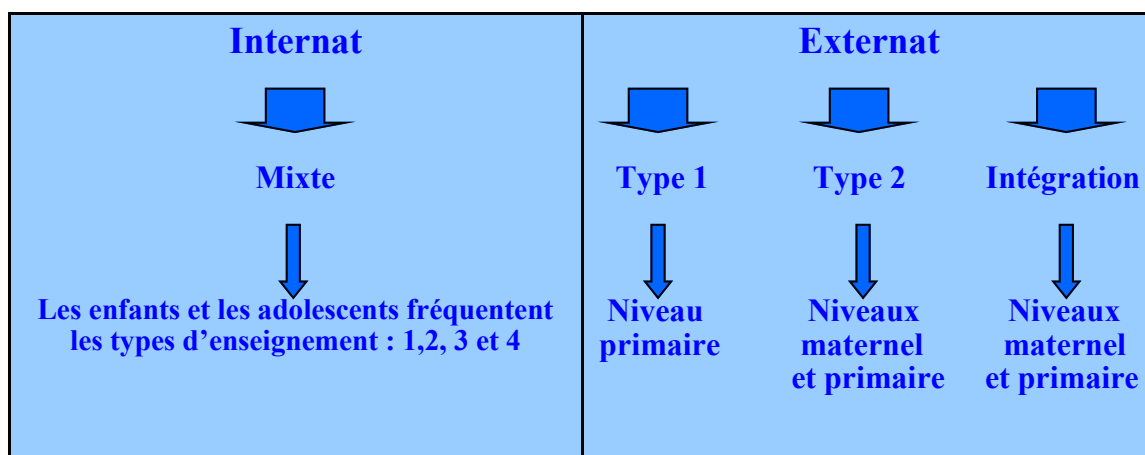 Internat
Mixte
Les enfants et les adolescents fréquentent
les types d’enseignement : 1,2, 3 et 4
Externat
Type 1
Type 2
Intégration
Niveau
primaire
Niveaux
maternel
et primaire
Niveaux
maternel
et primaire